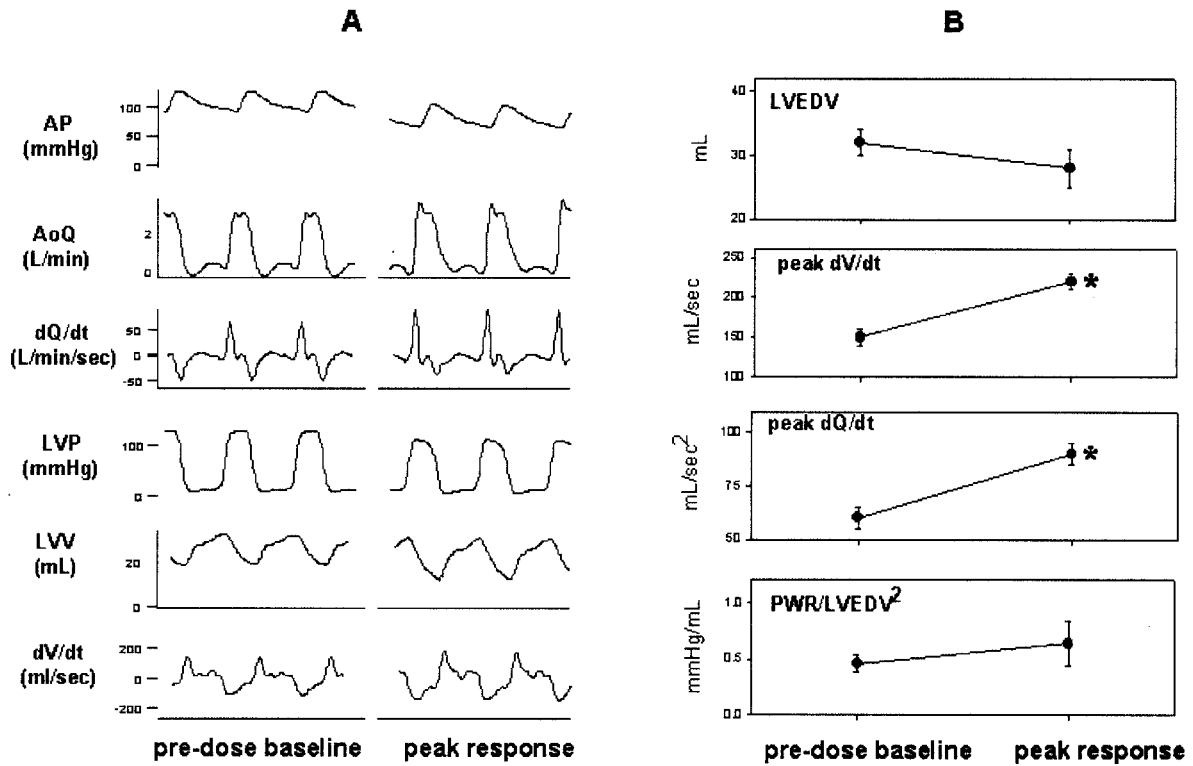 A
AP
(mmHg)
100
50
0
AoQ
(L/min)
2
0
dQ/dt
(L/min/sec)
50
0
-50
LVP
(mmHg)
100
0
LVV
(mL)
20
0
dV/dt
(ml/sec)
200
0
-200
pre-dose baseline peak response
B
LVEDV
mL
40
30
20
peak dV/dt
mL/sec
250
200
150
100
*
peak dQ/dt
mL/sec²
100
75
50
*
PWR/LVEDV²
mmHg/mL
1.0
0.5
0.0
pre-dose baseline peak response